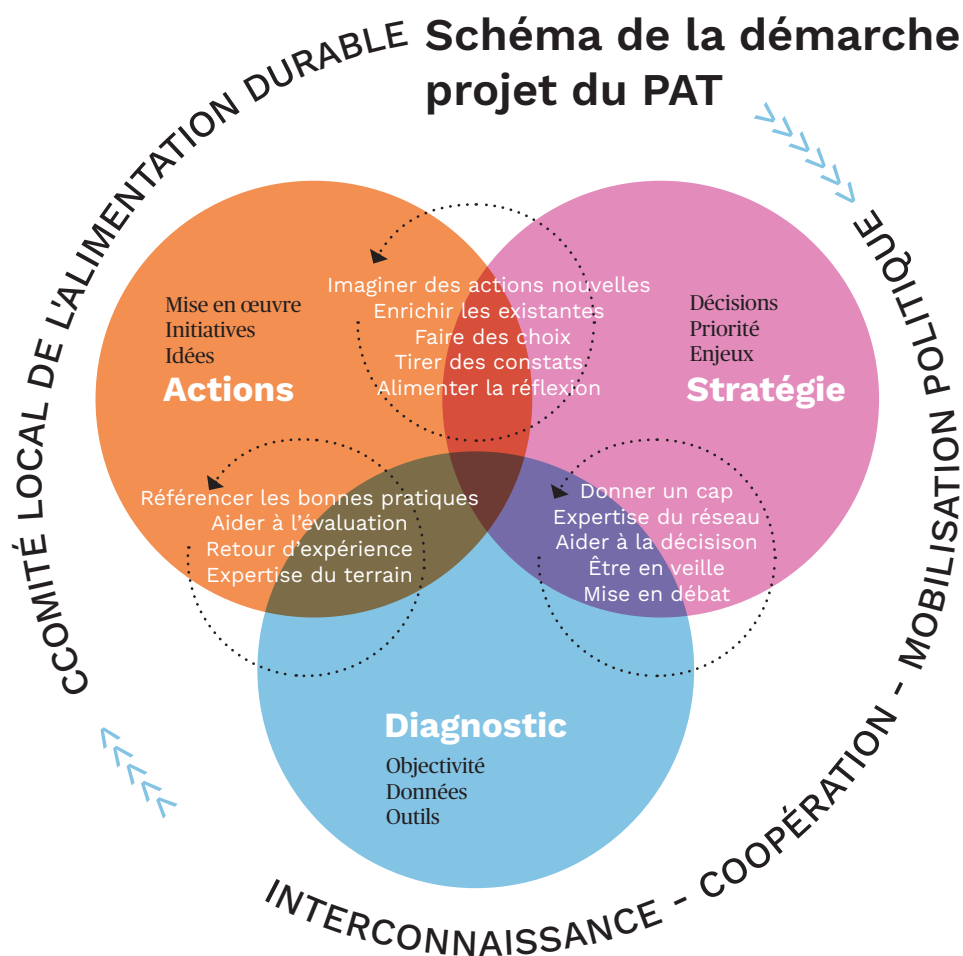 Schéma de la démarche
projet du PAT
CCOMITÉ LOCAL DE L'ALIMENTATION DURABLE
INTERCONNAISSANCE - COOPÉRATION - MOBILISATION POLITIQUE
Mise en œuvre
Initiatives
Idées
Actions
Imaginer des actions nouvelles
Enrichir les existantes
Faire des choix
Tirer des constats
Alimenter la réflexion
Décisions
Priorité
Enjeux
Stratégie
Référencer les bonnes pratiques
Aider à l'évaluation
Retour d'expérience
Expertise du terrain
Donner un cap
Expertise du réseau
Aider à la décisison
Être en veille
Mise en débat
Diagnostic
Objectivité
Données
Outils